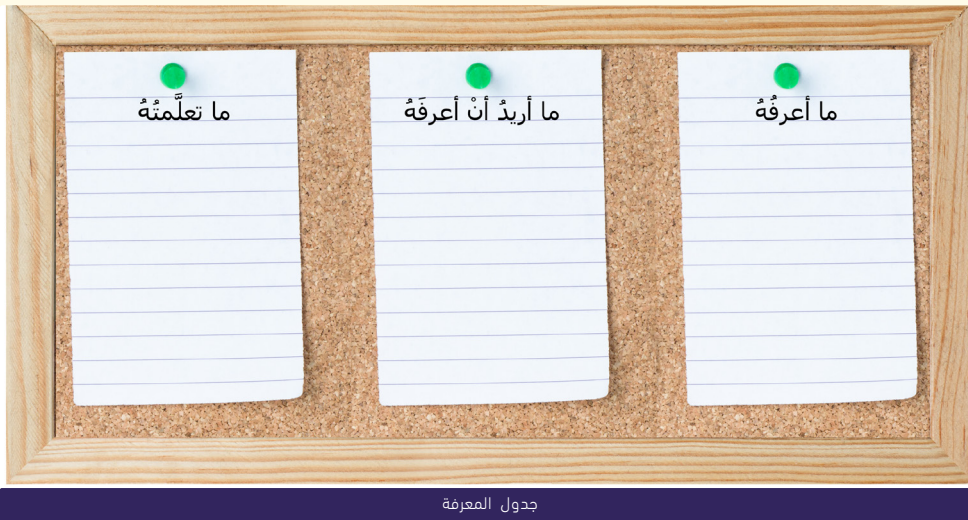 ما أعرفُهُ
ما أريدُ أنْ أعرفَهُ
ما تعلَّمتُهُ
جدول المعرفة